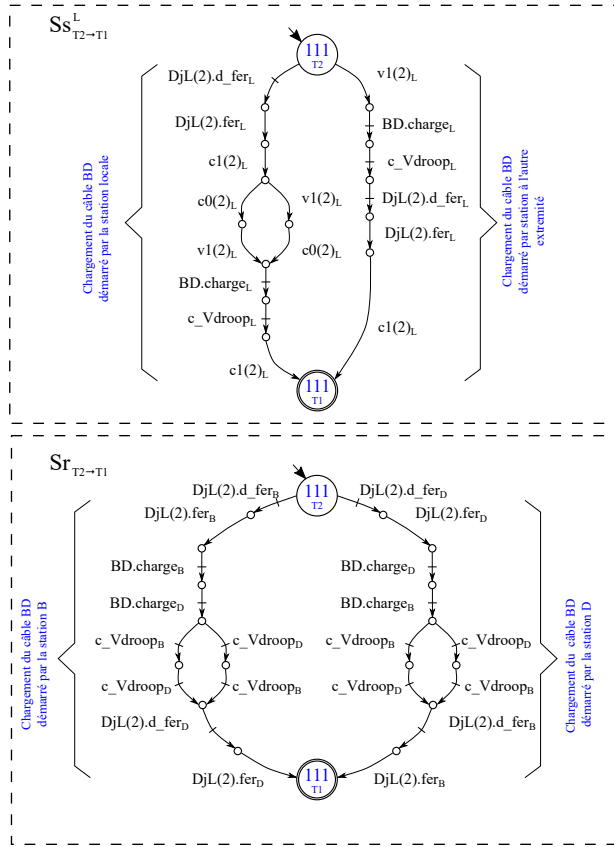 Ss^L_{T2→T1}
111
T2
DjL(2).d_fer_L
v1(2)_L
DjL(2).fer_L
BD.charge_L
c1(2)_L
c_Vdroop_L
c0(2)_L
v1(2)_L
DjL(2).d_fer_L
DjL(2).fer_L
v1(2)_L
c0(2)_L
BD.charge_L
c_Vdroop_L
c1(2)_L
c1(2)_L
111
T1
Chargement du câble BD
démarré par la station locale
Chargement du câble BD
démarré par station à l'autre
extremité
Sr_{T2→T1}
111
T2
DjL(2).d_fer_B
DjL(2).d_fer_D
DjL(2).fer_B
DjL(2).fer_D
BD.charge_B
BD.charge_D
BD.charge_D
BD.charge_B
c_Vdroop_B
c_Vdroop_D
c_Vdroop_B
c_Vdroop_D
c_Vdroop_D
c_Vdroop_B
c_Vdroop_D
c_Vdroop_B
DjL(2).d_fer_D
DjL(2).d_fer_B
DjL(2).fer_D
DjL(2).fer_B
111
T1
Chargement du câble BD
démarré par la station B
Chargement du câble BD
démarré par la station D